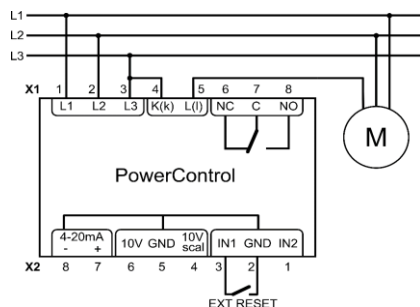 L1
L2
L3
X1 1 2 3 4 5 6 7 8
L1 L2 L3 K(k) L(l) NC C NO
M
PowerControl
4-20mA 10V GND 10V scal IN1 GND IN2
- +
X2 8 7 6 5 4 3 2 1
EXT RESET